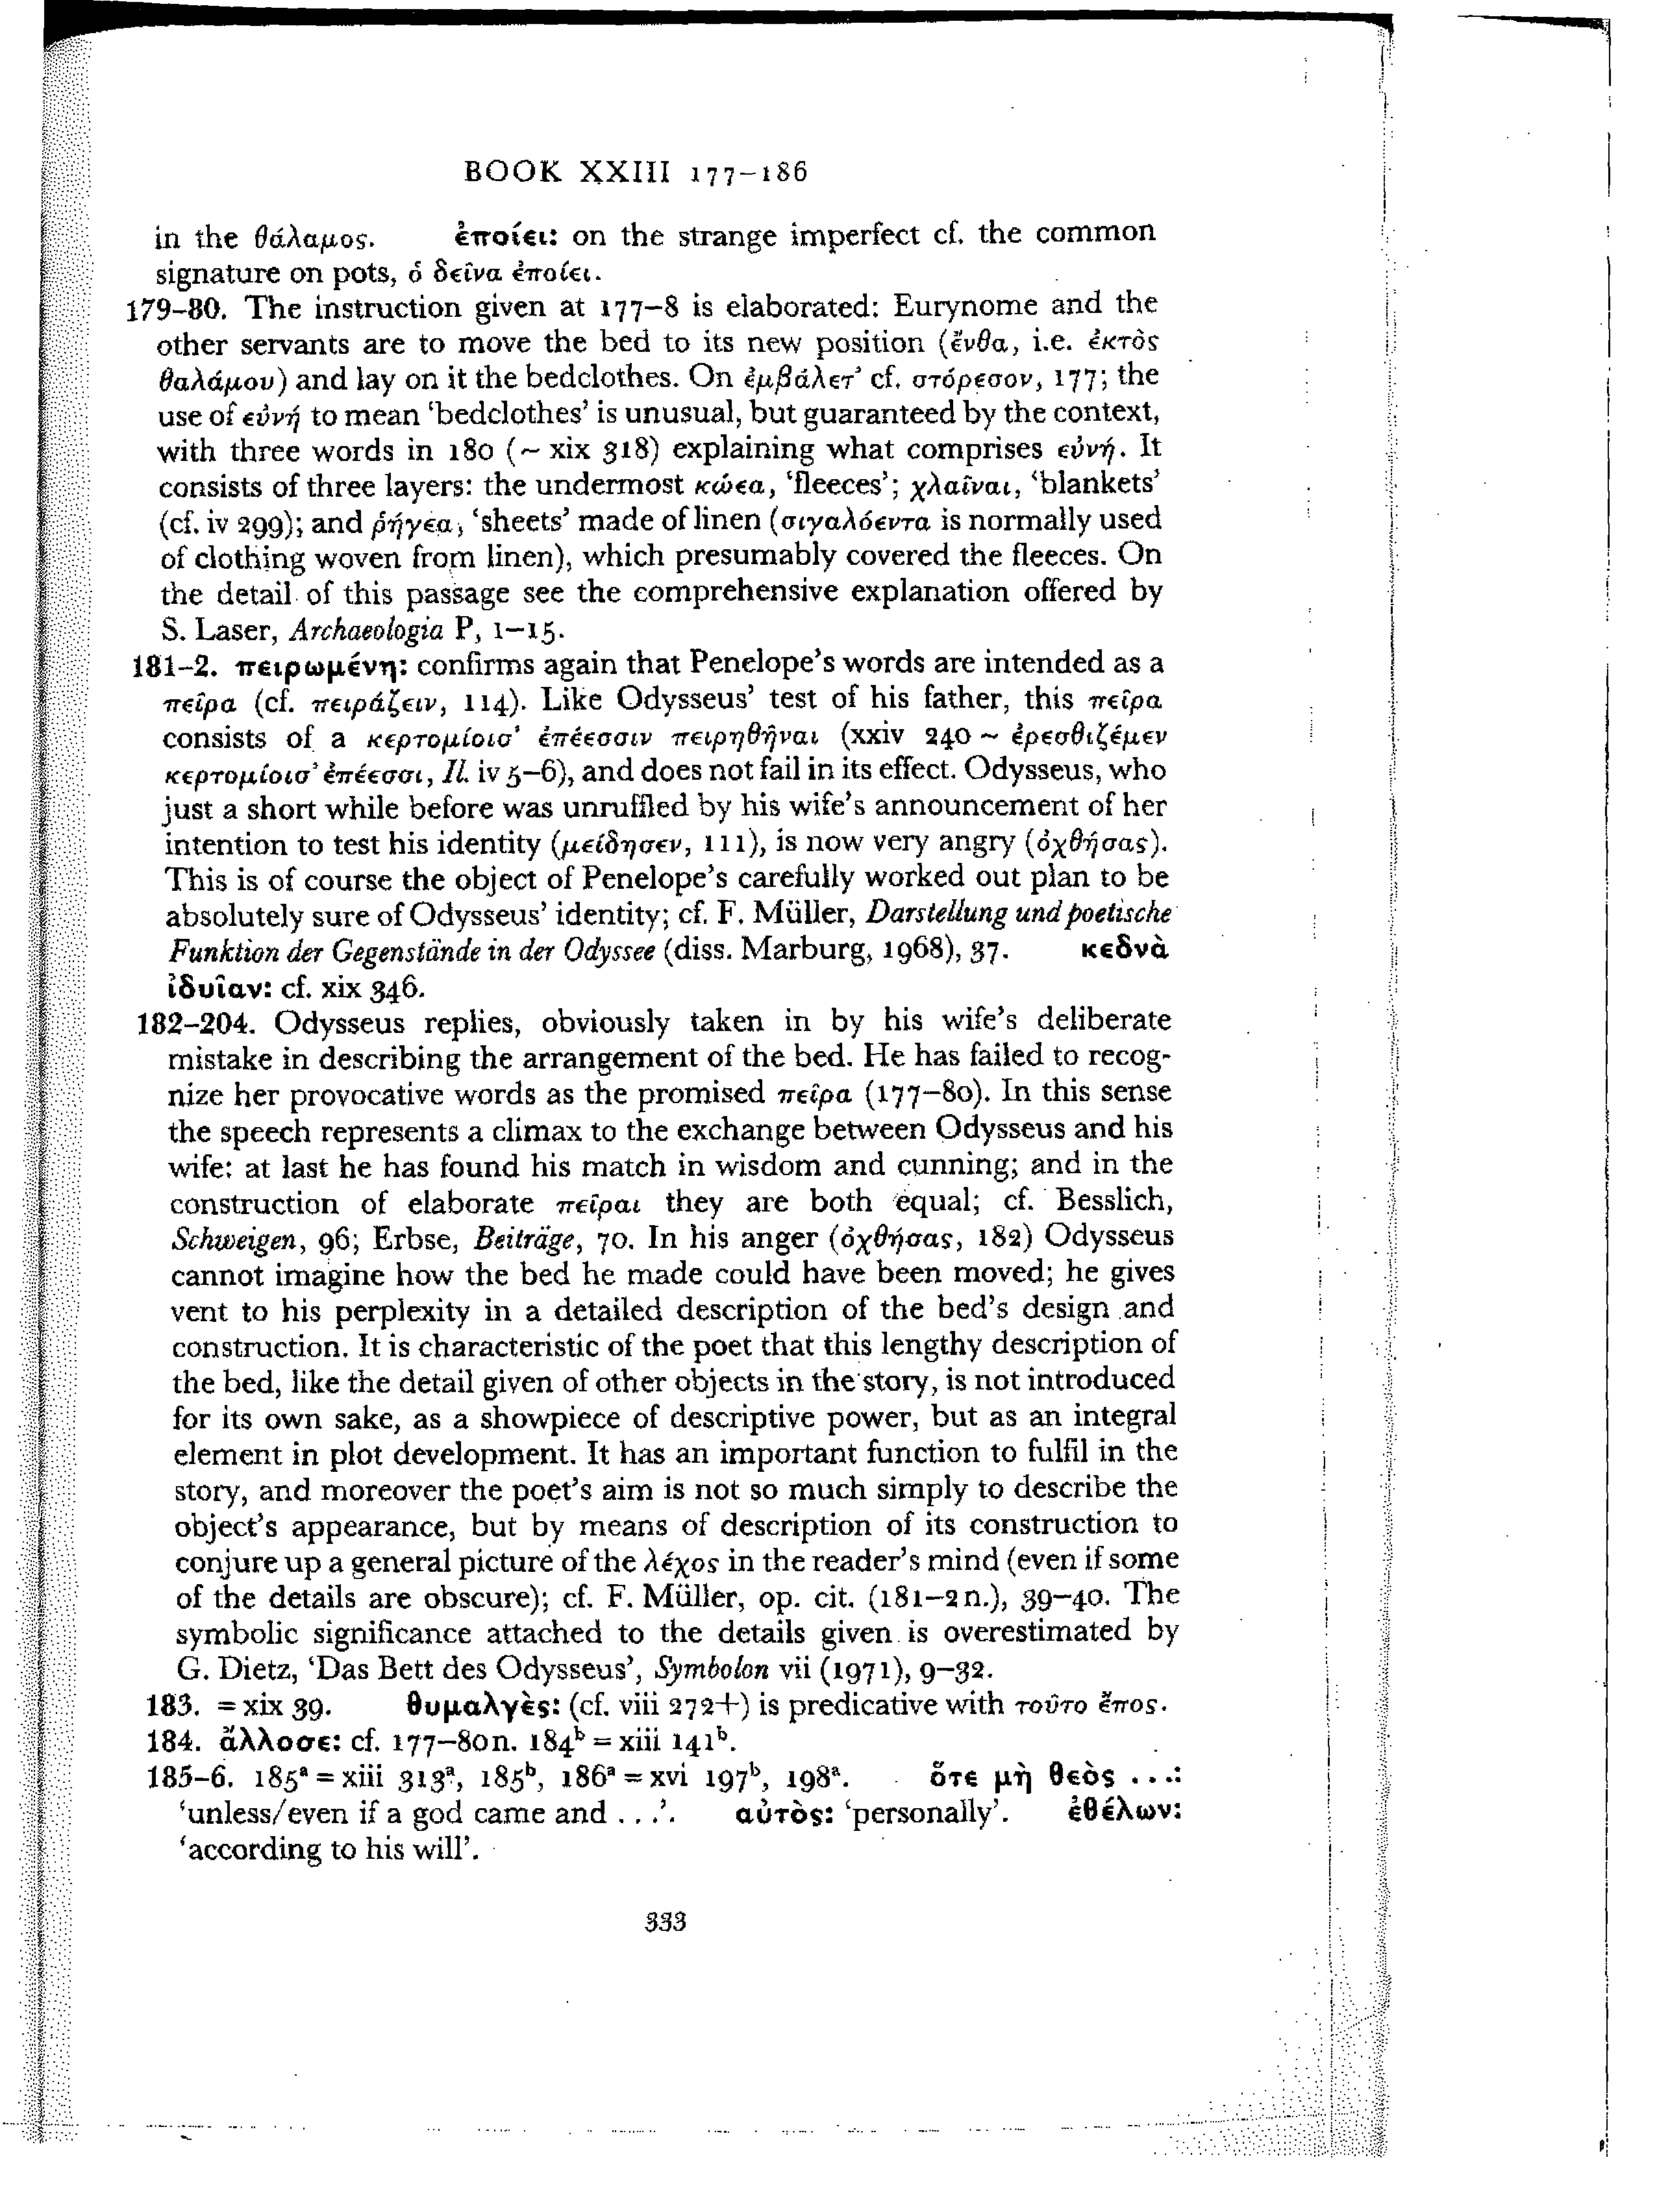 BOOK XXIII 177–186
in the θάλαμος. ἐποίει: on the strange imperfect cf. the common
signature on pots, ὁ δεῖνα ἐποίει.
179–80. The instruction given at 177–8 is elaborated: Eurynome and the
other servants are to move the bed to its new position (ἔνθα, i.e. ἐκτὸς
θαλάμου) and lay on it the bedclothes. On ἐμβάλετ' cf. στόρεσον, 177; the
use of εὐνή to mean ‘bedclothes’ is unusual, but guaranteed by the context,
with three words in 180 (~ xix 318) explaining what comprises εὐνή. It
consists of three layers: the undermost κώεα, ‘fleeces’; χλαῖναι, ‘blankets’
(cf. iv 299); and ῥήγεα, ‘sheets’ made of linen (σιγαλόεντα is normally used
of clothing woven from linen), which presumably covered the fleeces. On
the detail of this passage see the comprehensive explanation offered by
S. Laser, Archaeologia P, 1–15.
181–2. πειρωμένη: confirms again that Penelope's words are intended as a
πεῖρα (cf. πειράζειν, 114). Like Odysseus' test of his father, this πεῖρα
consists of a κερτομίοισ' ἐπέεσσιν πειρηθῆναι (xxiv 240 ~ ἐρεσθιζέμεν
κερτομίοισ' ἐπέεσσι, Il. iv 5–6), and does not fail in its effect. Odysseus, who
just a short while before was unruffled by his wife's announcement of her
intention to test his identity (μείδησεν, 111), is now very angry (ὀχθήσας).
This is of course the object of Penelope's carefully worked out plan to be
absolutely sure of Odysseus' identity; cf. F. Müller, Darstellung und poetische
Funktion der Gegenstände in der Odyssee (diss. Marburg, 1968), 37. κεδνὰ
ἰδυῖαν: cf. xix 346.
182–204. Odysseus replies, obviously taken in by his wife's deliberate
mistake in describing the arrangement of the bed. He has failed to recog-
nize her provocative words as the promised πεῖρα (177–80). In this sense
the speech represents a climax to the exchange between Odysseus and his
wife: at last he has found his match in wisdom and cunning; and in the
construction of elaborate πεῖραι they are both equal; cf. Besslich,
Schweigen, 96; Erbse, Beiträge, 70. In his anger (ὀχθήσας, 182) Odysseus
cannot imagine how the bed he made could have been moved; he gives
vent to his perplexity in a detailed description of the bed's design and
construction. It is characteristic of the poet that this lengthy description of
the bed, like the detail given of other objects in the story, is not introduced
for its own sake, as a showpiece of descriptive power, but as an integral
element in plot development. It has an important function to fulfil in the
story, and moreover the poet's aim is not so much simply to describe the
object's appearance, but by means of description of its construction to
conjure up a general picture of the λέχος in the reader's mind (even if some
of the details are obscure); cf. F. Müller, op. cit. (181–2 n.), 39–40. The
symbolic significance attached to the details given is overestimated by
G. Dietz, ‘Das Bett des Odysseus’, Symbolon vii (1971), 9–32.
183. = xix 39. θυμαλγὲς: (cf. viii 272+) is predicative with τοῦτο ἔπος.
184. ἄλλοσε: cf. 177–80 n. 184ᵇ = xiii 141ᵇ.
185–6. 185ᵃ = xiii 313ᵃ, 185ᵇ, 186ᵃ = xvi 197ᵇ, 198ᵃ. ὅτε μὴ θεὸς . . .:
‘unless/even if a god came and . . .’. αὐτὸς: ‘personally’. ἐθέλων:
‘according to his will’.
333